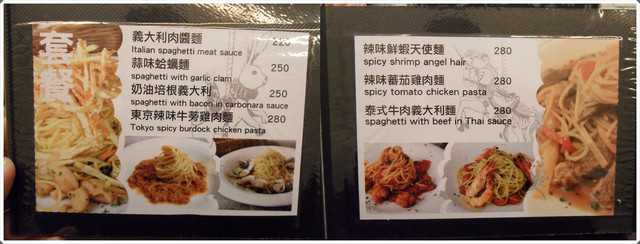 套餐
義大利肉醬麵 220
Italian spaghetti meat sauce
蒜味蛤蠣麵 250
spaghetti with garlic clam
奶油培根義大利 250
spaghetti with bacon in carbonara sauce
東京辣味牛蒡雞肉麵 280
Tokyo spicy burdock chicken pasta
辣味鮮蝦天使麵 280
spicy shrimp angel hair
辣味蕃茄雞肉麵 280
spicy tomato chicken pasta
泰式牛肉義大利麵 280
spaghetti with beef in Thai sauce